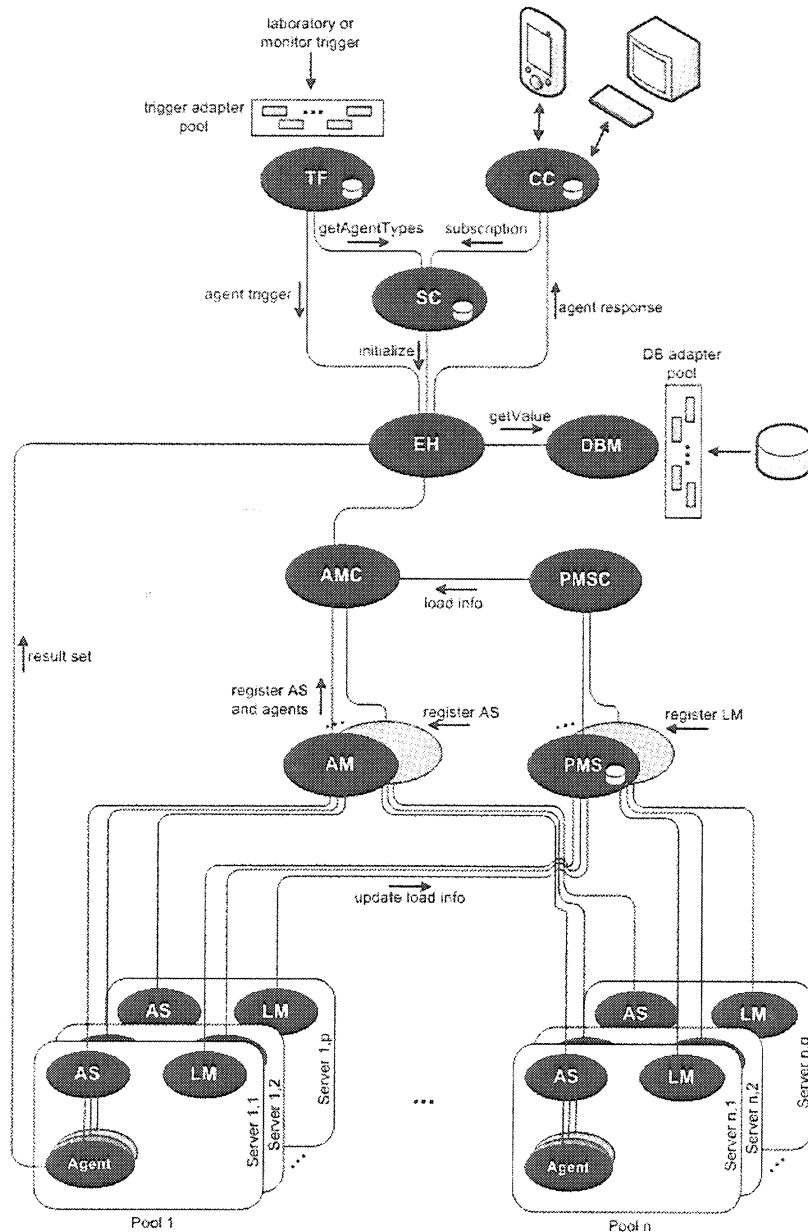 laboratory or
monitor trigger
trigger adapter
pool
...
TF
CC
getAgentTypes
subscription
SC
agent trigger
agent response
initialize
DB adapter
pool
getValue
EH
DBM
...
AMC
PMSC
load info
result set
register AS
and agents
...
register AS
...
register LM
AM
PMS
update load info
AS
LM
Server 1,p
AS
LM
Server 1,1
Server 1,2
Agent
...
Pool 1
...
AS
LM
Server n,q
AS
LM
Server n,1
Server n,2
Agent
...
Pool n